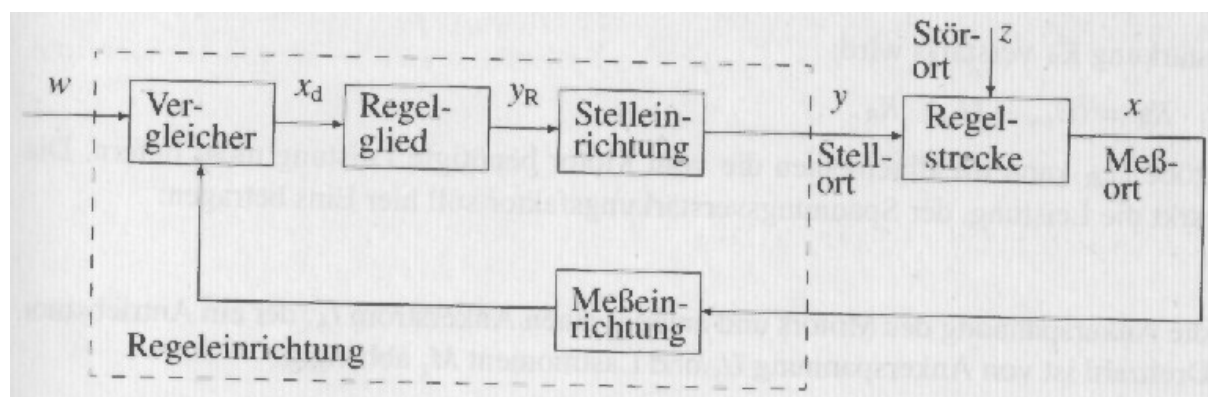 Stör-
ort
z
w
Ver-
gleicher
x_d
Regel-
glied
y_R
Stellein-
richtung
y
Stell-
ort
Regel-
strecke
x
Meß-
ort
Meßein-
richtung
Regeleinrichtung